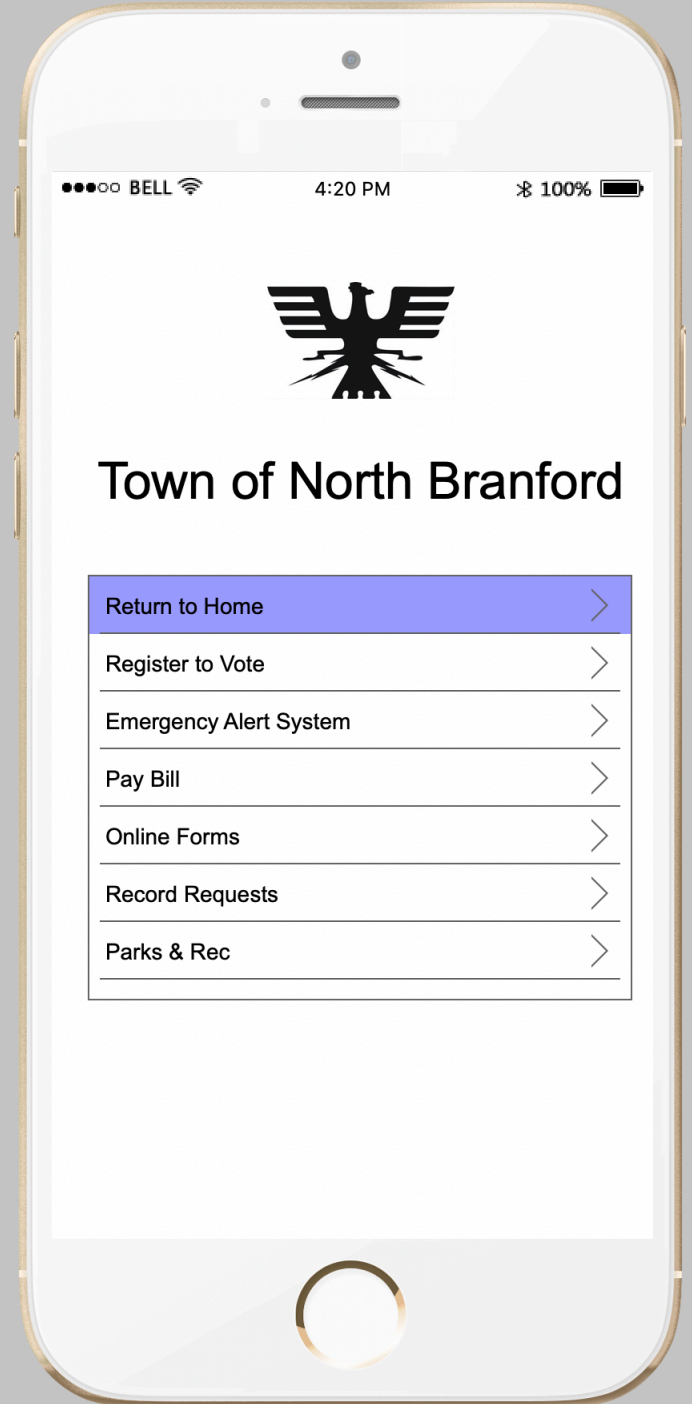 BELL 4:20 PM 100%
Town of North Branford
Return to Home
Register to Vote
Emergency Alert System
Pay Bill
Online Forms
Record Requests
Parks & Rec